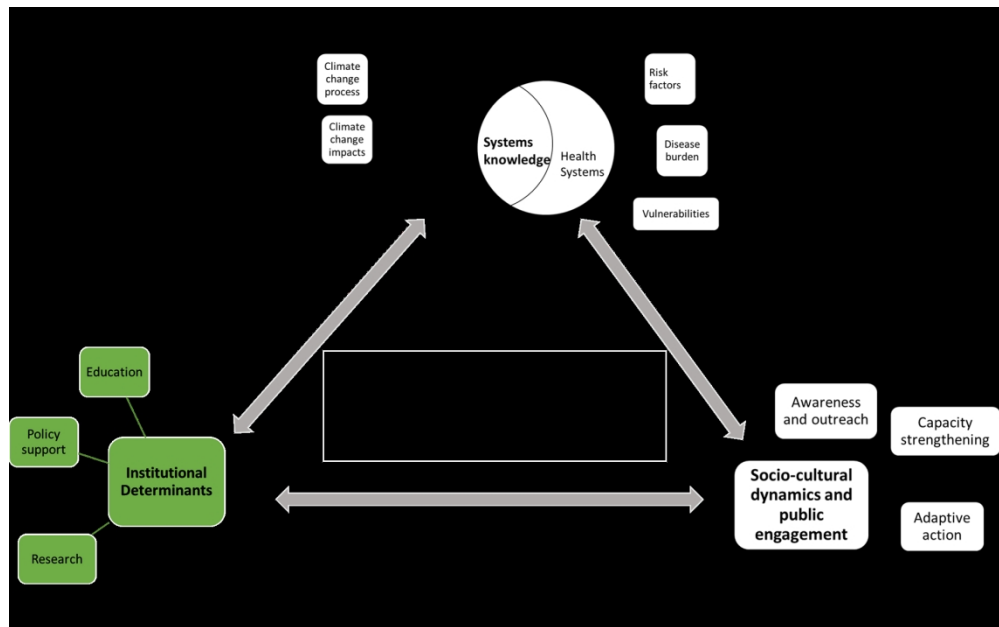 Climate
change
process
Climate
change
impacts
Systems
knowledge
Health
Systems
Risk
factors
Disease
burden
Vulnerabilities
Education
Policy
support
Institutional
Determinants
Research
Awareness
and outreach
Capacity
strengthening
Socio-cultural
dynamics and
public
engagement
Adaptive
action